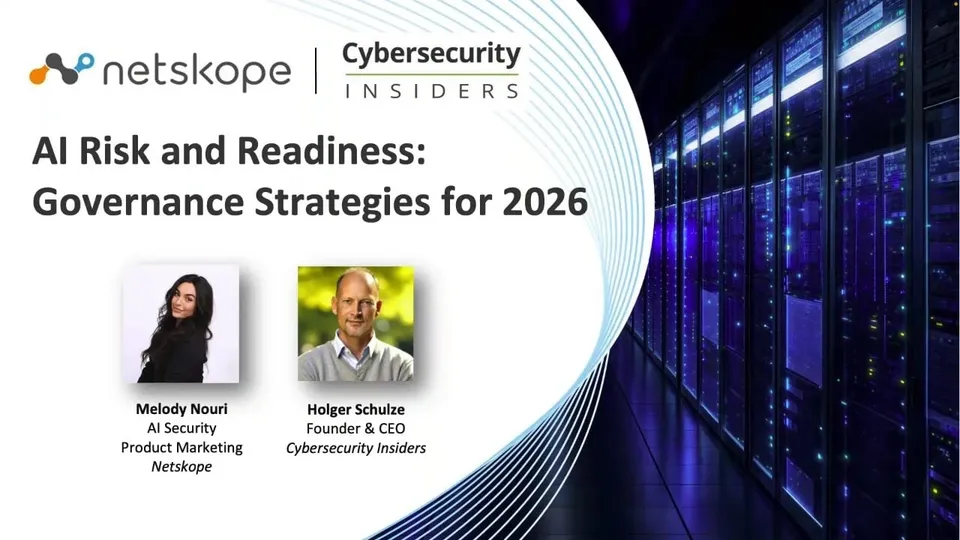 netskope
Cybersecurity
INSIDERS
AI Risk and Readiness:
Governance Strategies for 2026
Melody Nouri
AI Security
Product Marketing
Netskope
Holger Schulze
Founder & CEO
Cybersecurity Insiders